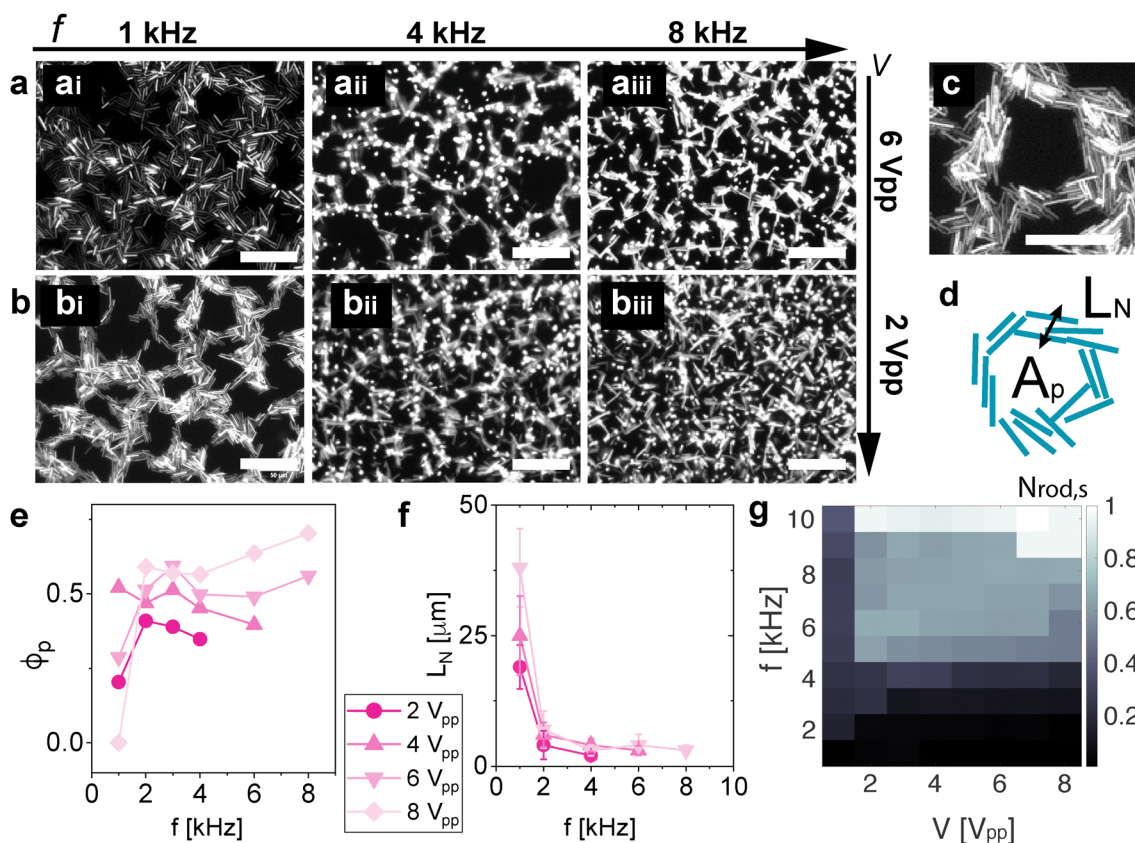 f
1 kHz 4 kHz 8 kHz
V
a
ai
aii
aiii
6 Vpp
c
b
bi
50 μm
bii
biii
2 Vpp
d
LN
Ap
e
0.5
0.0
ϕp
0 2 4 6 8
f [kHz]
2 Vpp
4 Vpp
6 Vpp
8 Vpp
f
50
25
0
LN [μm]
0 2 4 6 8 10
f [kHz]
g
Nrod,s
10
8
6
4
2
f [kHz]
2 4 6 8
V [Vpp]
1
0.8
0.6
0.4
0.2